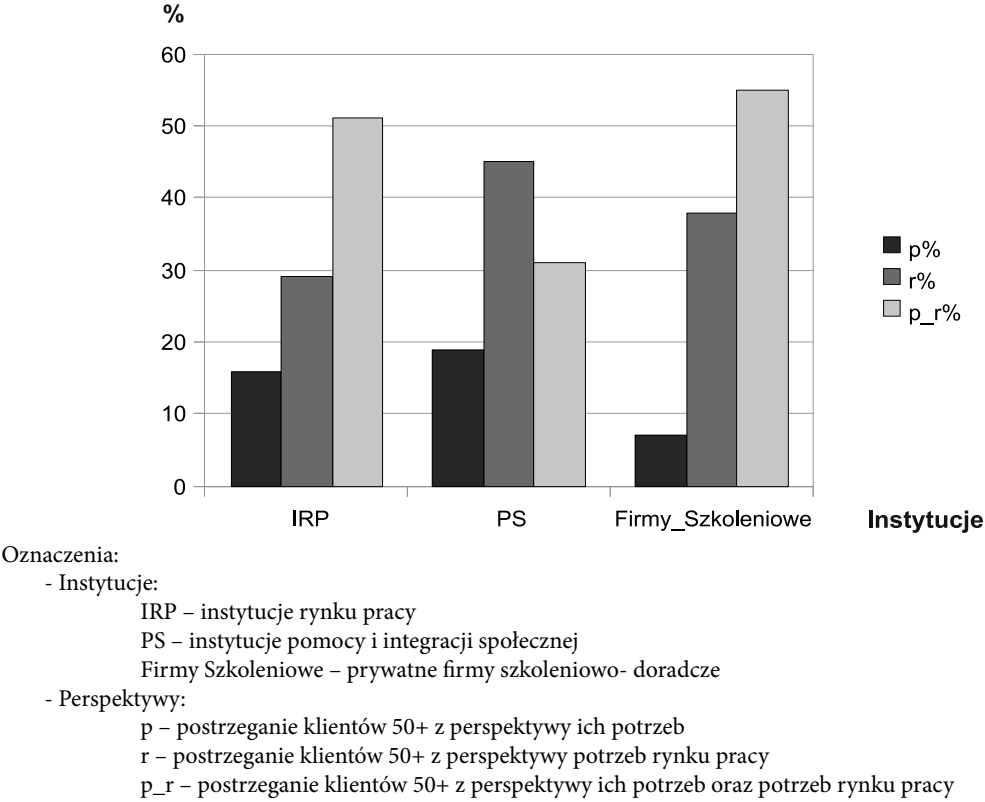 %
60
50
40
30
20
10
0
p%
r%
p_r%
IRP PS Firmy_Szkoleniowe Instytucje
Oznaczenia:
- Instytucje:
IRP – instytucje rynku pracy
PS – instytucje pomocy i integracji społecznej
Firmy Szkoleniowe – prywatne firmy szkoleniowo- doradcze
- Perspektywy:
p – postrzeganie klientów 50+ z perspektywy ich potrzeb
r – postrzeganie klientów 50+ z perspektywy potrzeb rynku pracy
p_r – postrzeganie klientów 50+ z perspektywy ich potrzeb oraz potrzeb rynku pracy